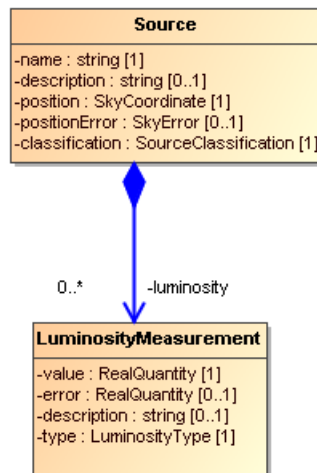 Source
-name : string [1]
-description : string [0..1]
-position : SkyCoordinate [1]
-positionError : SkyError [0..1]
-classification : SourceClassification [1]
0..* -luminosity
LuminosityMeasurement
-value : RealQuantity [1]
-error : RealQuantity [0..1]
-description : string [0..1]
-type : LuminosityType [1]